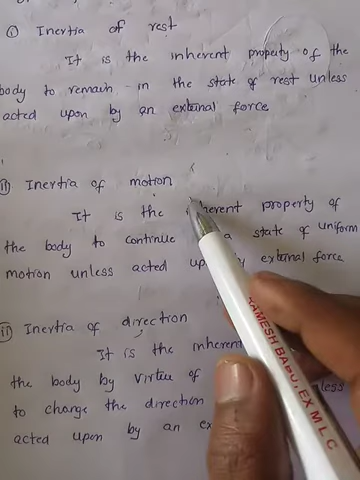 i) Inertia of rest
It is the inherent property of the
body to remain in the state of rest unless
acted upon by an external force
ii) Inertia of motion
It is the inherent property of
the body to continue a state of uniform
motion unless acted by external force
Inertia of direction
It is the inherent
the body by virtue of
to change the direction
acted upon by an
RAMESH BABU.EX M L C